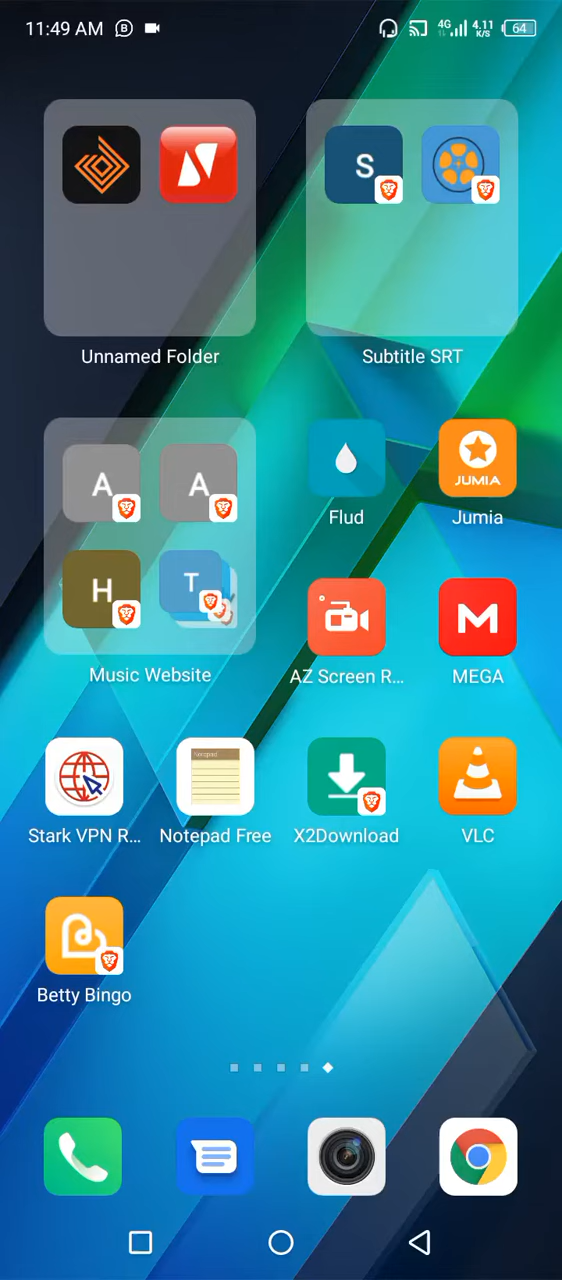 11:49 AM
4G
4.11
K/S
64
Unnamed Folder
S
Subtitle SRT
A
A
H
T
Music Website
Flud
JUMIA
Jumia
AZ Screen R...
M
MEGA
Notepad
Stark VPN R...
Notepad Free
X2Download
VLC
Betty Bingo